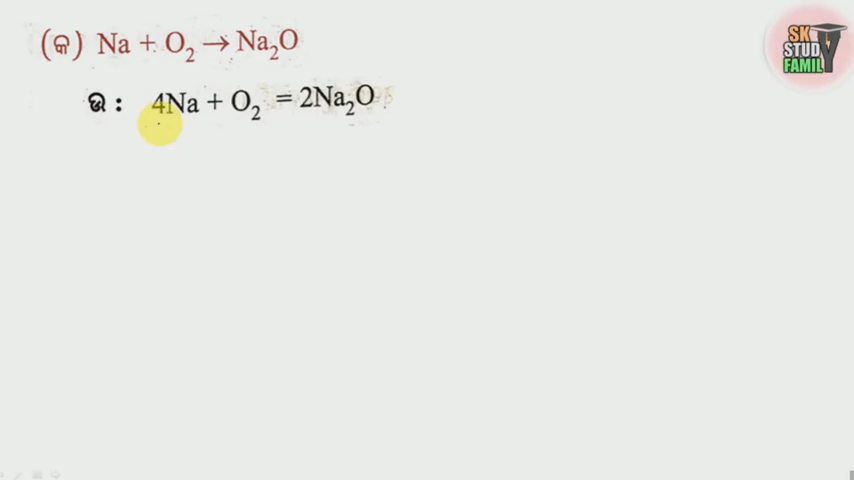 (କ) Na + O₂ → Na₂O
ଉ : 4Na + O₂ = 2Na₂O
SK
STUDY
FAMILY